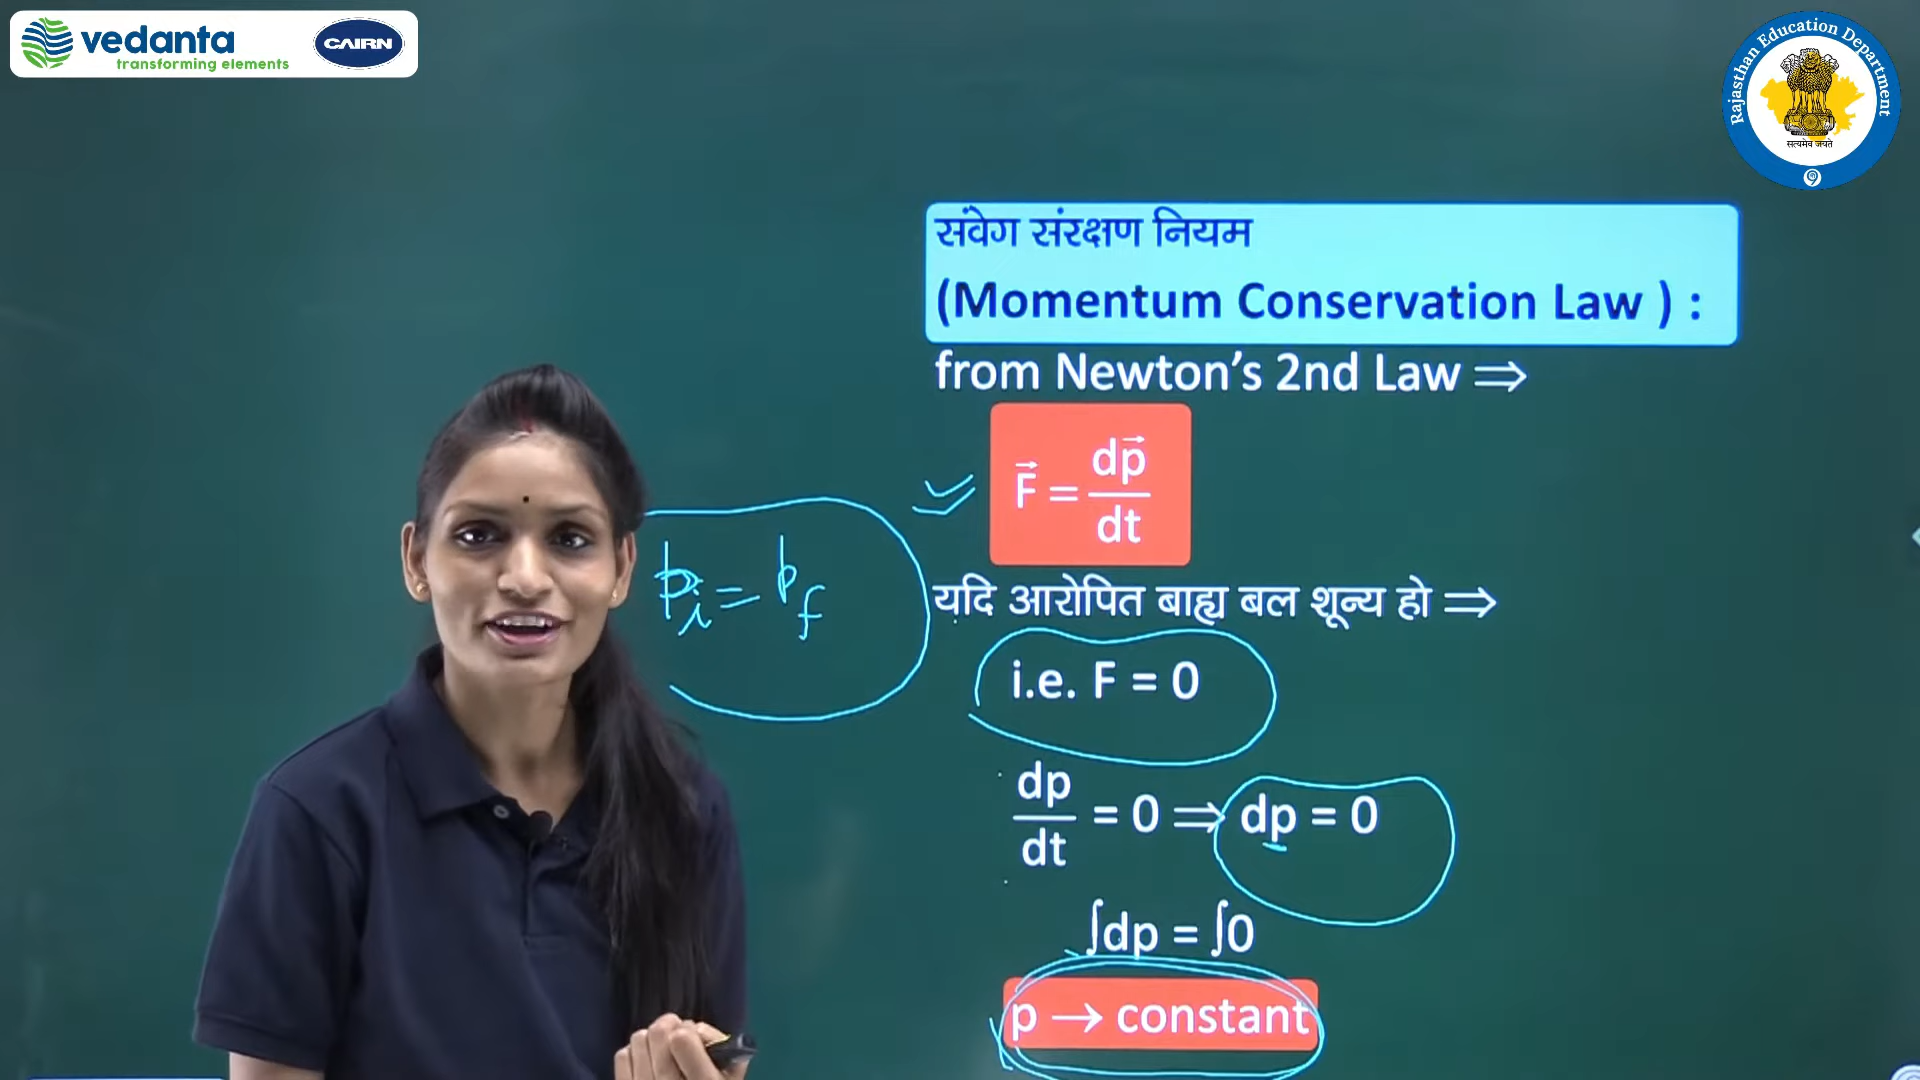 vedanta
transforming elements
CAIRN
Rajasthan Education Department
सत्यमेव जयते
संवेग संरक्षण नियम
(Momentum Conservation Law ) :
from Newton’s 2nd Law ⇒
F⃗ = dp⃗/dt
pi = pf
यदि आरोपित बाह्य बल शून्य हो ⇒
i.e. F = 0
dp/dt = 0 ⇒ dp = 0
∫dp = ∫0
p → constant